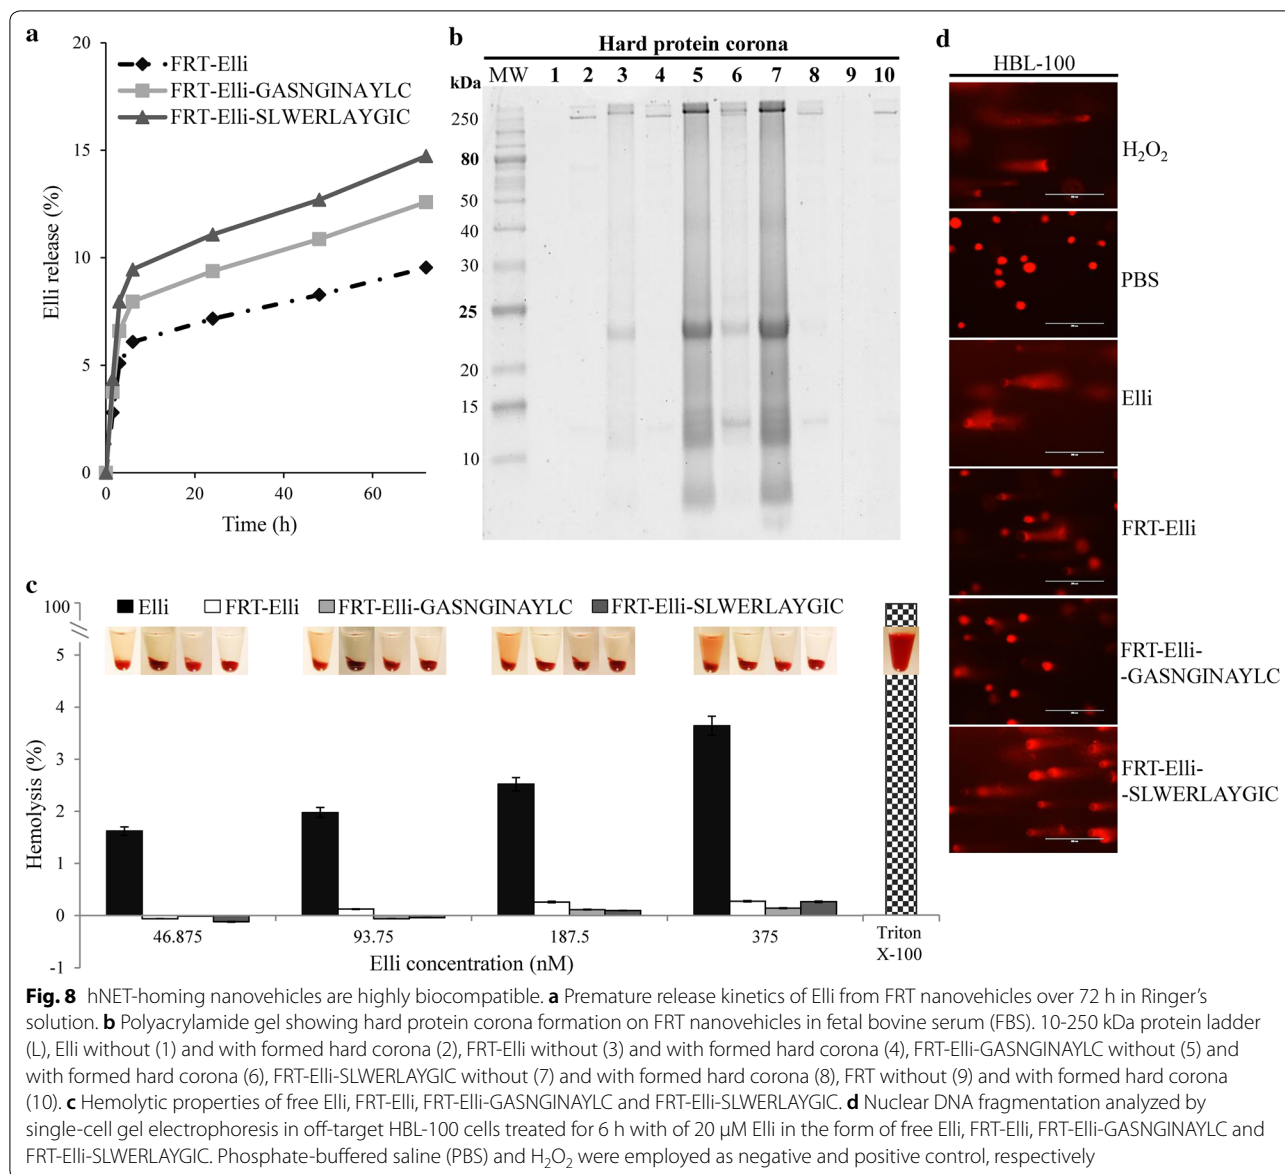 a
20
15
10
5
0
Elli release (%)
FRT-Elli
FRT-Elli-GASNGINAYLC
FRT-Elli-SLWERLAYGIC
0 20 40 60
Time (h)
b
Hard protein corona
kDa MW 1 2 3 4 5 6 7 8 9 10
250
80
50
40
30
25
20
15
10
d
HBL-100
H₂O₂
PBS
Elli
FRT-Elli
FRT-Elli-
-GASNGINAYLC
FRT-Elli-
-SLWERLAYGIC
c
Elli FRT-Elli FRT-Elli-GASNGINAYLC FRT-Elli-SLWERLAYGIC
100
5
4
3
2
1
0
-1
Hemolysis (%)
46.875 93.75 187.5 375 Triton
X-100
Elli concentration (nM)
Fig. 8 hNET-homing nanovehicles are highly biocompatible. a Premature release kinetics of Elli from FRT nanovehicles over 72 h in Ringer's
solution. b Polyacrylamide gel showing hard protein corona formation on FRT nanovehicles in fetal bovine serum (FBS). 10-250 kDa protein ladder
(L), Elli without (1) and with formed hard corona (2), FRT-Elli without (3) and with formed hard corona (4), FRT-Elli-GASNGINAYLC without (5) and
with formed hard corona (6), FRT-Elli-SLWERLAYGIC without (7) and with formed hard corona (8), FRT without (9) and with formed hard corona
(10). c Hemolytic properties of free Elli, FRT-Elli, FRT-Elli-GASNGINAYLC and FRT-Elli-SLWERLAYGIC. d Nuclear DNA fragmentation analyzed by
single-cell gel electrophoresis in off-target HBL-100 cells treated for 6 h with of 20 μM Elli in the form of free Elli, FRT-Elli, FRT-Elli-GASNGINAYLC and
FRT-Elli-SLWERLAYGIC. Phosphate-buffered saline (PBS) and H₂O₂ were employed as negative and positive control, respectively